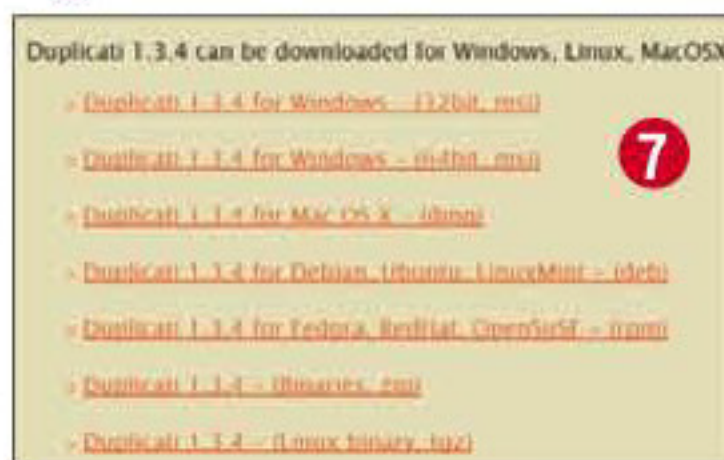 Duplicati 1.3.4 can be downloaded for Windows, Linux, MacOSX
Duplicati 1.3.4 for Windows - (32bit, msi)
7
Duplicati 1.3.4 for Windows - (64bit, msi)
Duplicati 1.3.4 for Mac OS X - (dmg)
Duplicati 1.3.4 for Debian, Ubuntu, LinuxMint - (deb)
Duplicati 1.3.4 for Fedora, RedHat, OpenSuSE - (rpm)
Duplicati 1.3.4 - (Binaries, zip)
Duplicati 1.3.4 - (Linux binary, tgz)